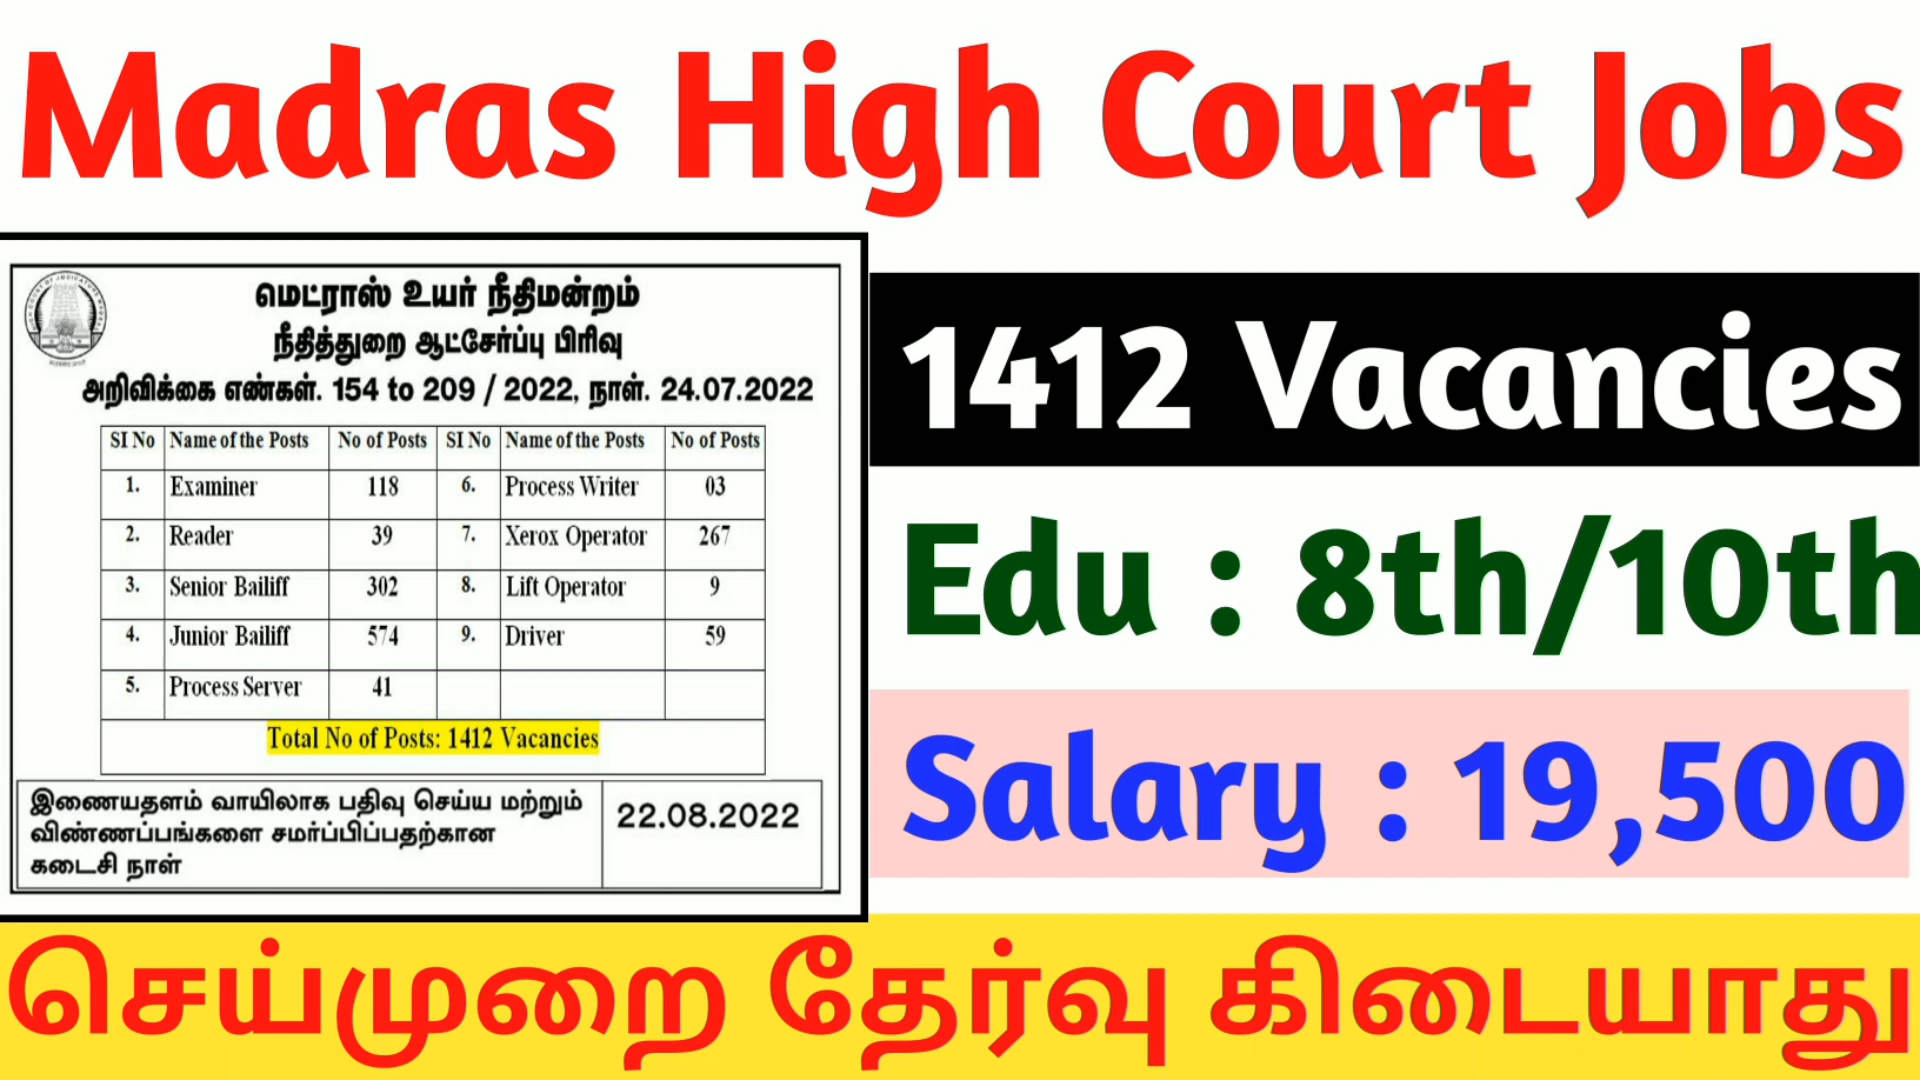 Madras High Court Jobs
மெட்ராஸ் உயர் நீதிமன்றம்
நீதித்துறை ஆட்சேர்ப்பு பிரிவு
அறிவிக்கை எண்கள். 154 to 209 / 2022, நாள். 24.07.2022
SI No Name of the Posts No of Posts SI No Name of the Posts No of Posts
1. Examiner 118 6. Process Writer 03
2. Reader 39 7. Xerox Operator 267
3. Senior Bailiff 302 8. Lift Operator 9
4. Junior Bailiff 574 9. Driver 59
5. Process Server 41
Total No of Posts: 1412 Vacancies
இணையதளம் வாயிலாக பதிவு செய்ய மற்றும்
விண்ணப்பங்களை சமர்ப்பிப்பதற்கான
கடைசி நாள்
22.08.2022
1412 Vacancies
Edu : 8th/10th
Salary : 19,500
செய்முறை தேர்வு கிடையாது